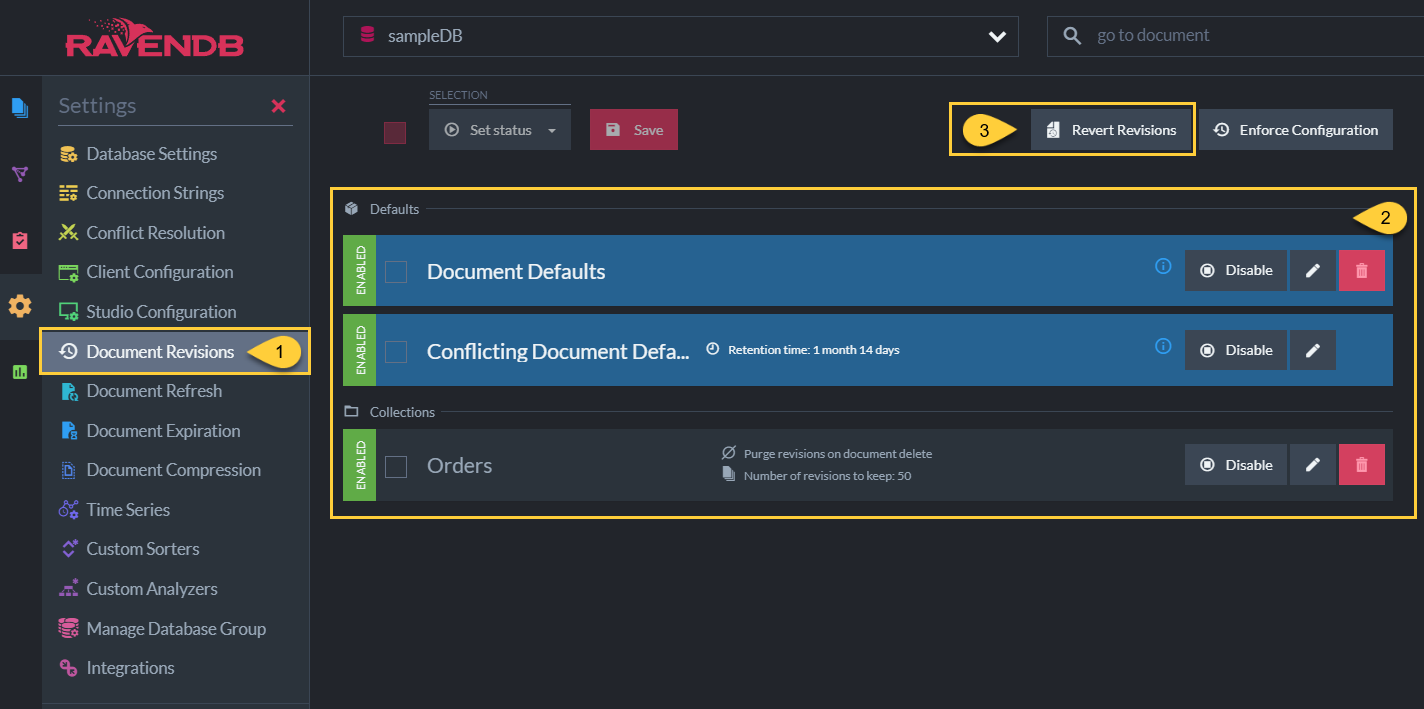 RAVENDB
sampleDB
go to document
Settings
Database Settings
Connection Strings
Conflict Resolution
Client Configuration
Studio Configuration
Document Revisions
1
Document Refresh
Document Expiration
Document Compression
Time Series
Custom Sorters
Custom Analyzers
Manage Database Group
Integrations
SELECTION
Set status
Save
3
Revert Revisions
Enforce Configuration
Defaults
2
ENABLED
Document Defaults
Disable
ENABLED
Conflicting Document Defa...
Retention time: 1 month 14 days
Disable
Collections
ENABLED
Orders
Purge revisions on document delete
Number of revisions to keep: 50
Disable